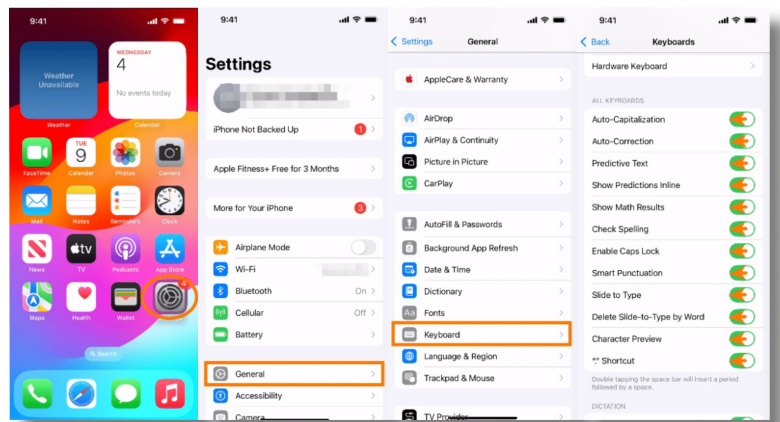 9:41
WEDNESDAY
4
No events today
Weather
Unavailable
Weather
Calendar
TUE
9
FaceTime
Calendar
Photos
Camera
Mail
Notes
Reminders
Clock
tv
News
TV
Podcasts
App Store
4
Maps
Health
Wallet
Search
9:41
Settings
iPhone Not Backed Up
1
Apple Fitness+ Free for 3 Months
More for Your iPhone
3
Airplane Mode
Wi-Fi
Bluetooth
On
Cellular
Off
Battery
General
Accessibility
Camera
9:41
Settings
General
AppleCare & Warranty
AirDrop
AirPlay & Continuity
Picture in Picture
CarPlay
AutoFill & Passwords
Background App Refresh
Date & Time
Dictionary
Aa Fonts
Keyboard
Language & Region
Trackpad & Mouse
TV Provider
9:41
Back
Keyboards
Hardware Keyboard
ALL KEYBOARDS
Auto-Capitalization
Auto-Correction
Predictive Text
Show Predictions Inline
Show Math Results
Check Spelling
Enable Caps Lock
Smart Punctuation
Slide to Type
Delete Slide-to-Type by Word
Character Preview
"." Shortcut
Double tapping the space bar will insert a period
followed by a space.
DICTATION